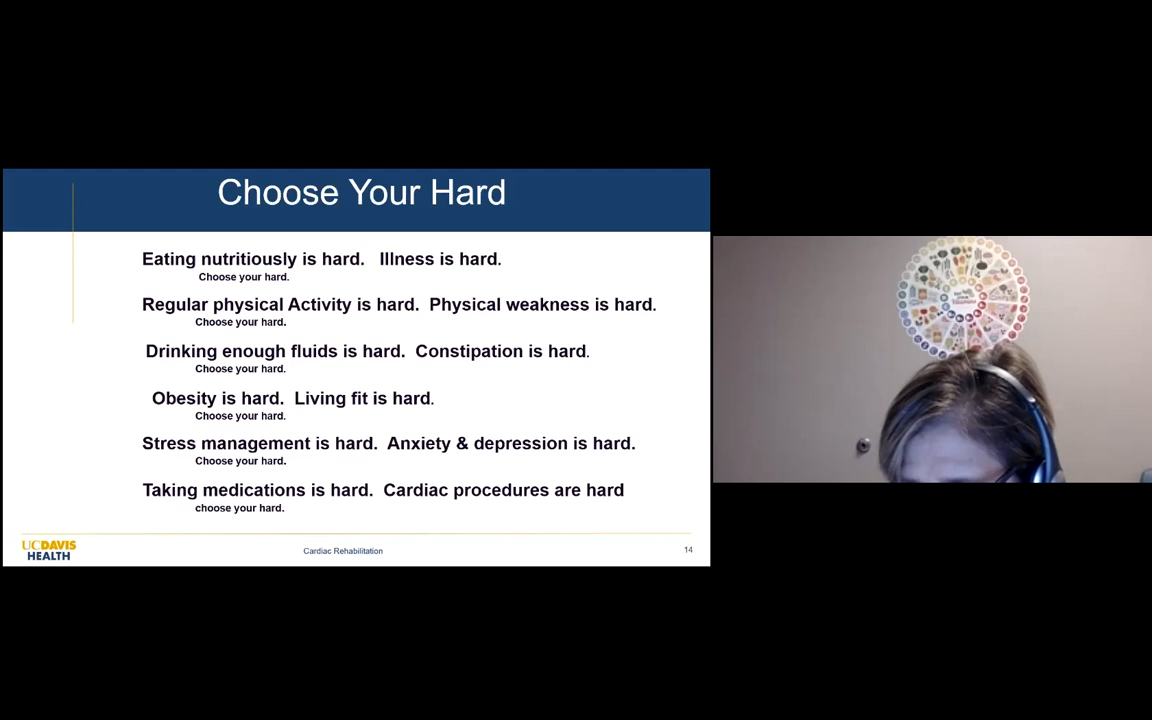 Choose Your Hard
Eating nutritiously is hard. Illness is hard.
Choose your hard.
Regular physical Activity is hard. Physical weakness is hard.
Choose your hard.
Drinking enough fluids is hard. Constipation is hard.
Choose your hard.
Obesity is hard. Living fit is hard.
Choose your hard.
Stress management is hard. Anxiety & depression is hard.
Choose your hard.
Taking medications is hard. Cardiac procedures are hard
choose your hard.
UCDAVIS
HEALTH
Cardiac Rehabilitation
14